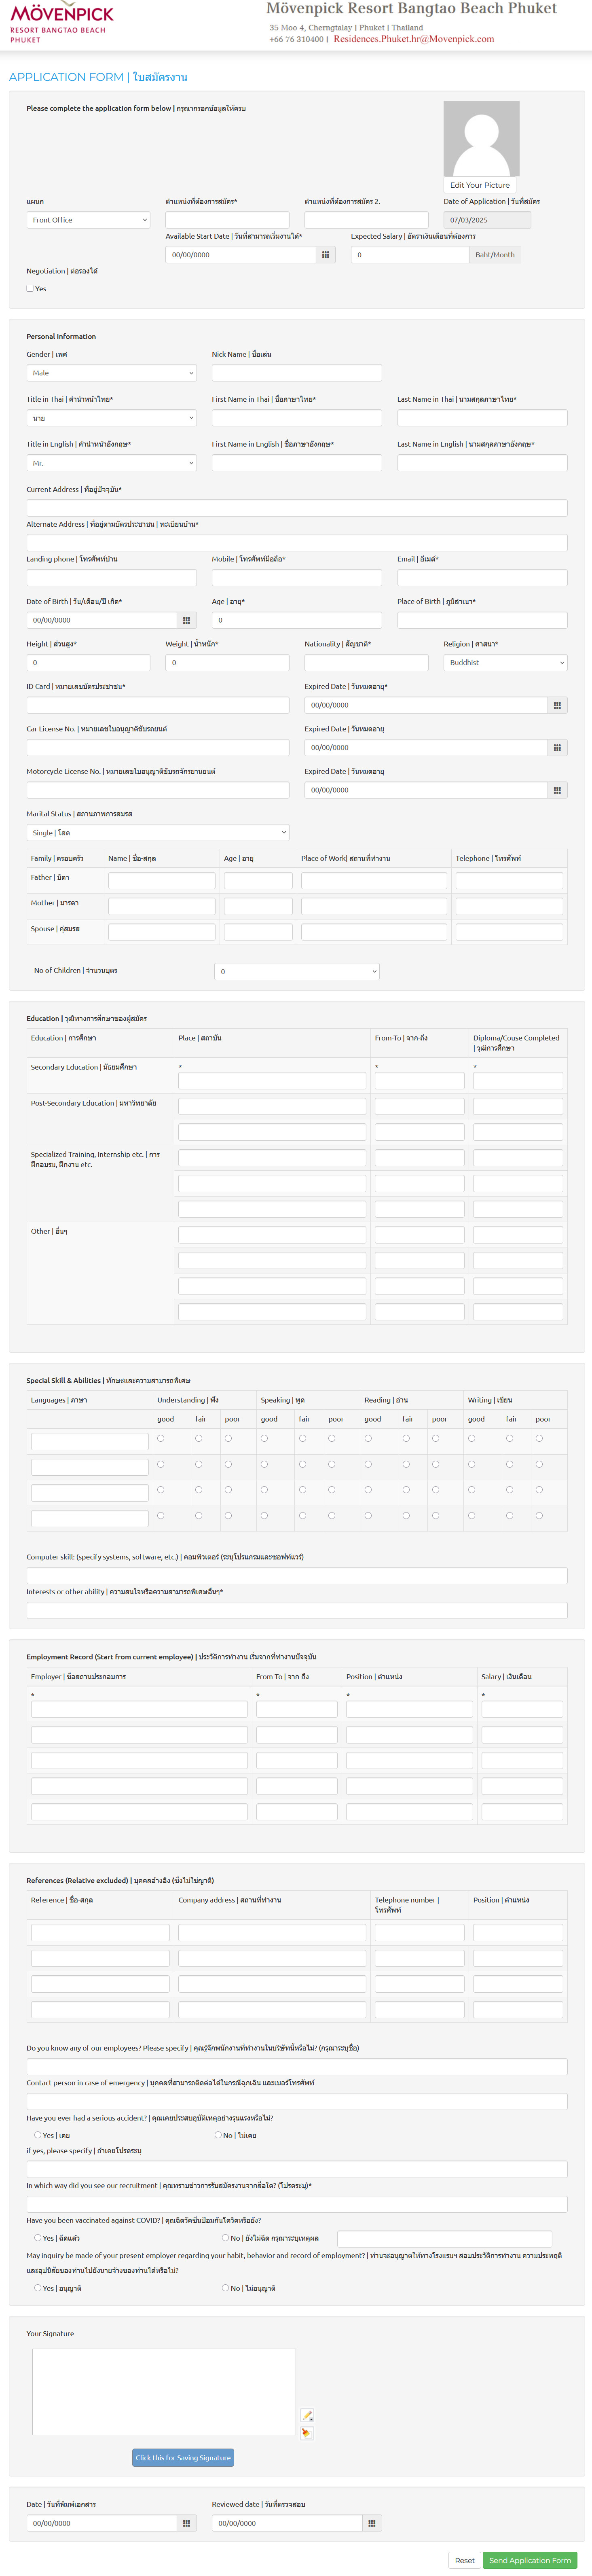 MÖVENPICK
RESORT BANGTAO BEACH
PHUKET
Mövenpick Resort Bangtao Beach Phuket
35 Moo 4, Cherngtalay | Phuket | Thailand
+66 76 310400 | Residences.Phuket.hr@Movenpick.com
APPLICATION FORM | ใบสมัครงาน
Please complete the application form below | กรุณากรอกข้อมูลให้ครบ
Edit Your Picture
แผนก ตำแหน่งที่ต้องการสมัคร* ตำแหน่งที่ต้องการสมัคร 2. Date of Application | วันที่สมัคร
Front Office 07/03/2025
Available Start Date | วันที่สามารถเริ่มงานได้* Expected Salary | อัตราเงินเดือนที่ต้องการ
00/00/0000 0 Baht/Month
Negotiation | ต่อรองได้
Yes
Personal Information
Gender | เพศ Nick Name | ชื่อเล่น
Male
Title in Thai | คำนำหน้าไทย* First Name in Thai | ชื่อภาษาไทย* Last Name in Thai | นามสกุลภาษาไทย*
นาย
Title in English | คำนำหน้าอังกฤษ* First Name in English | ชื่อภาษาอังกฤษ* Last Name in English | นามสกุลภาษาอังกฤษ*
Mr.
Current Address | ที่อยู่ปัจจุบัน*
Alternate Address | ที่อยู่ตามบัตรประชาชน | ทะเบียนบ้าน*
Landing phone | โทรศัพท์บ้าน Mobile | โทรศัพท์มือถือ* Email | อีเมล์*
Date of Birth | วัน/เดือน/ปี เกิด* Age | อายุ* Place of Birth | ภูมิลำเนา*
00/00/0000 0
Height | ส่วนสูง* Weight | น้ำหนัก* Nationality | สัญชาติ* Religion | ศาสนา*
0 0 Buddhist
ID Card | หมายเลขบัตรประชาชน* Expired Date | วันหมดอายุ*
00/00/0000
Car License No. | หมายเลขใบอนุญาติขับรถยนต์ Expired Date | วันหมดอายุ
00/00/0000
Motorcycle License No. | หมายเลขใบอนุญาติขับรถจักรยานยนต์ Expired Date | วันหมดอายุ
00/00/0000
Marital Status | สถานภาพการสมรส
Single | โสด
Family | ครอบครัว Name | ชื่อ-สกุล Age | อายุ Place of Work| สถานที่ทำงาน Telephone | โทรศัพท์
Father | บิดา
Mother | มารดา
Spouse | คู่สมรส
No of Children | จำนวนบุตร 0
Education | วุฒิทางการศึกษาของผู้สมัคร
Education | การศึกษา Place | สถาบัน From-To | จาก-ถึง Diploma/Couse Completed
| วุฒิการศึกษา
Secondary Education | มัธยมศึกษา * * *
Post-Secondary Education | มหาวิทยาลัย
Specialized Training, Internship etc. | การ
ฝึกอบรม, ฝึกงาน etc.
Other | อื่นๆ
Special Skill & Abilities | ทักษะและความสามารถพิเศษ
Languages | ภาษา Understanding | ฟัง Speaking | พูด Reading | อ่าน Writing | เขียน
good fair poor good fair poor good fair poor good fair poor
Computer skill: (specify systems, software, etc.) | คอมพิวเตอร์ (ระบุโปรแกรมและซอฟท์แวร์)
Interests or other ability | ความสนใจหรือความสามารถพิเศษอื่นๆ*
Employment Record (Start from current employee) | ประวัติการทำงาน เริ่มจากที่ทำงานปัจจุบัน
Employer | ชื่อสถานประกอบการ From-To | จาก-ถึง Position | ตำแหน่ง Salary | เงินเดือน
* * * *
References (Relative excluded) | บุคคลอ้างอิง (ซึ่งไม่ใช่ญาติ)
Reference | ชื่อ-สกุล Company address | สถานที่ทำงาน Telephone number | Position | ตำแหน่ง
โทรศัพท์
Do you know any of our employees? Please specify | คุณรู้จักพนักงานที่ทำงานในบริษัทนี้หรือไม่? (กรุณาระบุชื่อ)
Contact person in case of emergency | บุคคลที่สามารถติดต่อได้ในกรณีฉุกเฉิน และเบอร์โทรศัพท์
Have you ever had a serious accident? | คุณเคยประสบอุบัติเหตุอย่างรุนแรงหรือไม่?
Yes | เคย No | ไม่เคย
if yes, please specify | ถ้าเคยโปรดระบุ
In which way did you see our recruitment | คุณทราบข่าวการรับสมัครงานจากสื่อใด? (โปรดระบุ)*
Have you been vaccinated against COVID? | คุณฉีดวัคซีนป้อมกันโควิดหรือยัง?
Yes | ฉีดแล้ว No | ยังไม่ฉีด กรุณาระบุเหตุผล
May inquiry be made of your present employer regarding your habit, behavior and record of employment? | ท่านจะอนุญาตให้ทางโรงแรมฯ สอบประวัติการทำงาน ความประพฤติ
และอุปนิสัยของท่านไปยังนายจ้างของท่านได้หรือไม่?
Yes | อนุญาติ No | ไม่อนุญาติ
Your Signature
Click this for Saving Signature
Date | วันที่พิมพ์เอกสาร Reviewed date | วันที่ตรวจสอบ
00/00/0000 00/00/0000
Reset Send Application Form